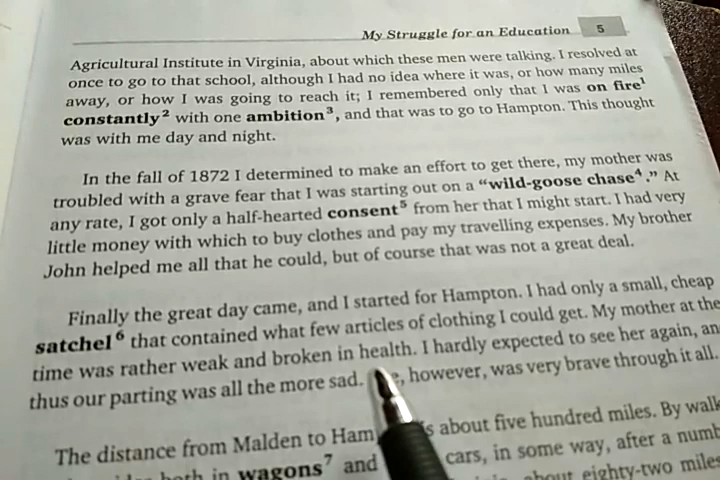 My Struggle for an Education 5
Agricultural Institute in Virginia, about which these men were talking. I resolved at
once to go to that school, although I had no idea where it was, or how many miles
away, or how I was going to reach it; I remembered only that I was on fire¹
constantly² with one ambition³, and that was to go to Hampton. This thought
was with me day and night.
In the fall of 1872 I determined to make an effort to get there, my mother was
troubled with a grave fear that I was starting out on a “wild-goose chase⁴.” At
any rate, I got only a half-hearted consent⁵ from her that I might start. I had very
little money with which to buy clothes and pay my travelling expenses. My brother
John helped me all that he could, but of course that was not a great deal.
Finally the great day came, and I started for Hampton. I had only a small, cheap
satchel⁶ that contained what few articles of clothing I could get. My mother at the
time was rather weak and broken in health. I hardly expected to see her again, an
thus our parting was all the more sad. , however, was very brave through it all.
The distance from Malden to Ham is about five hundred miles. By walk
both in wagons⁷ and cars, in some way, after a numb
about eighty-two miles